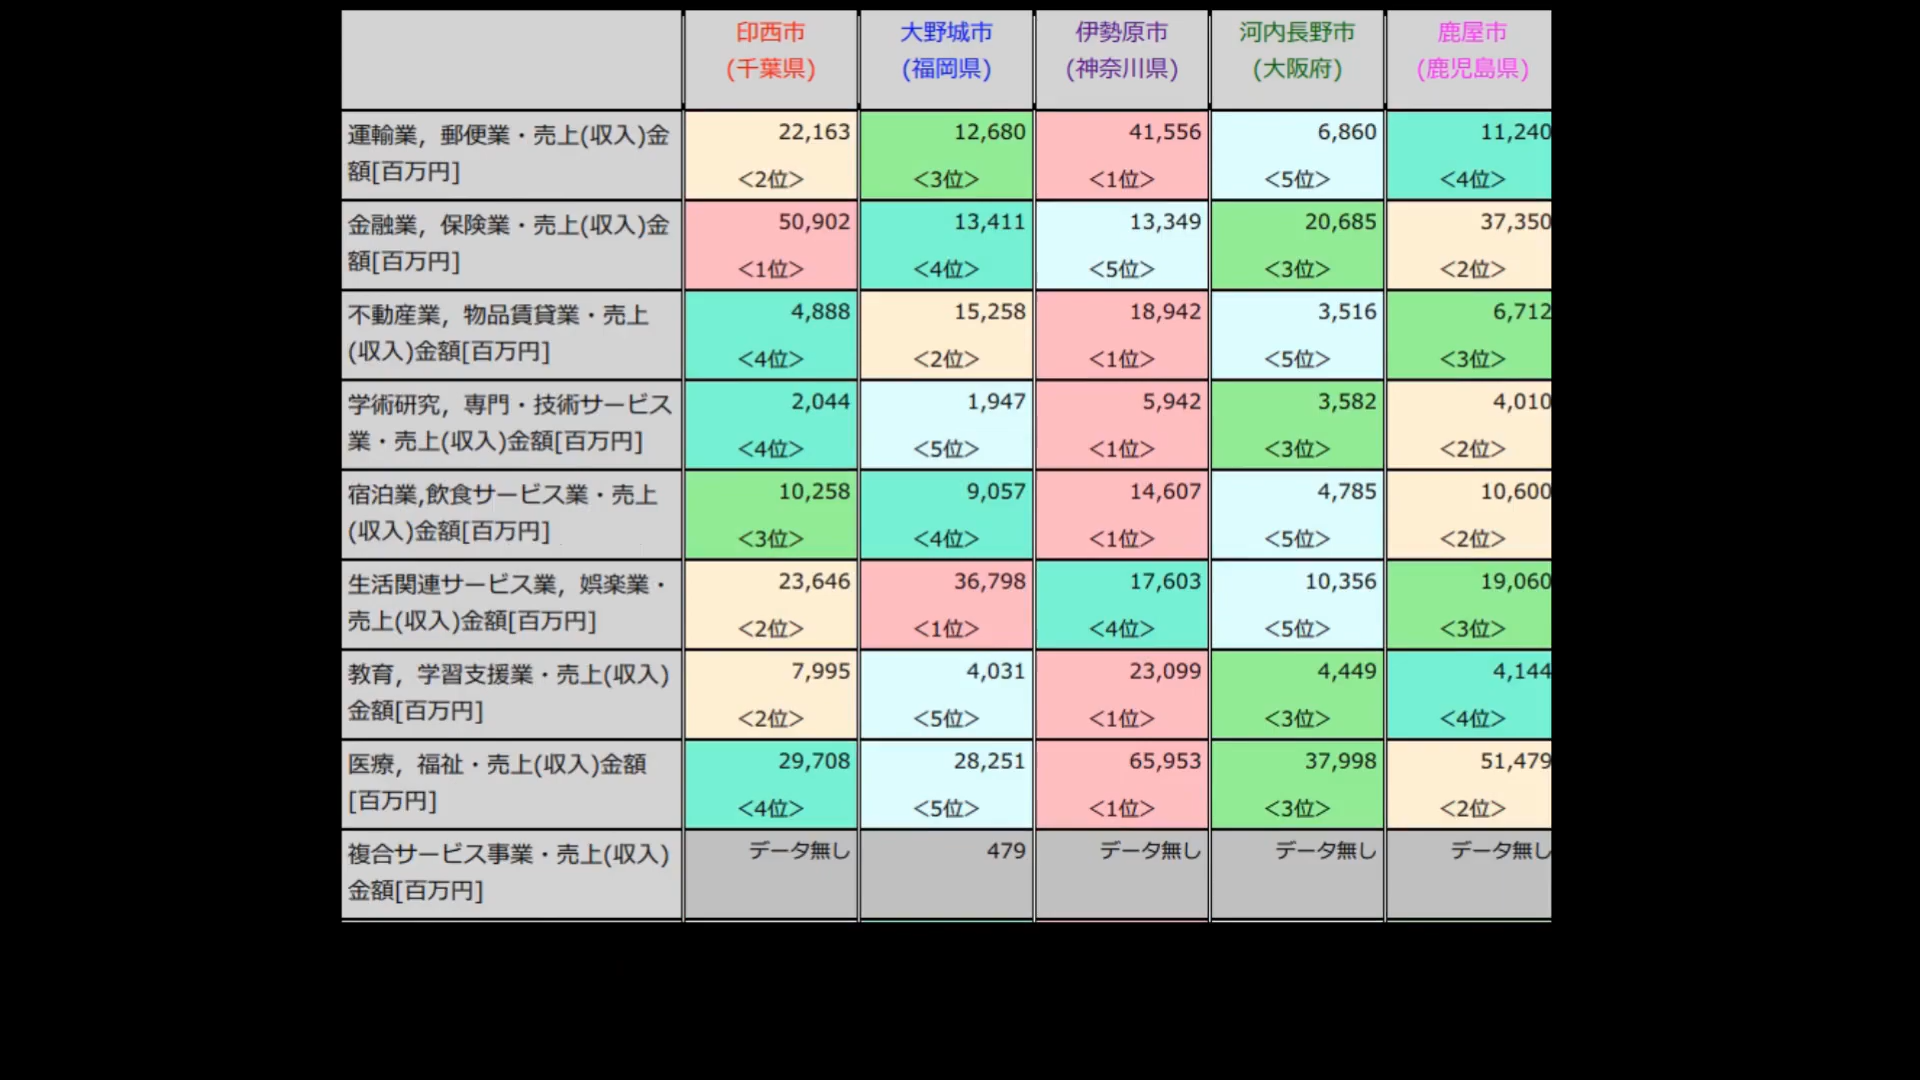 印西市
(千葉県)
大野城市
(福岡県)
伊勢原市
(神奈川県)
河内長野市
(大阪府)
鹿屋市
(鹿児島県)
運輸業，郵便業・売上(収入)金
額[百万円]
22,163
<2位>
12,680
<3位>
41,556
<1位>
6,860
<5位>
11,240
<4位>
金融業，保険業・売上(収入)金
額[百万円]
50,902
<1位>
13,411
<4位>
13,349
<5位>
20,685
<3位>
37,350
<2位>
不動産業，物品賃貸業・売上
(収入)金額[百万円]
4,888
<4位>
15,258
<2位>
18,942
<1位>
3,516
<5位>
6,712
<3位>
学術研究，専門・技術サービス
業・売上(収入)金額[百万円]
2,044
<4位>
1,947
<5位>
5,942
<1位>
3,582
<3位>
4,010
<2位>
宿泊業,飲食サービス業・売上
(収入)金額[百万円]
10,258
<3位>
9,057
<4位>
14,607
<1位>
4,785
<5位>
10,600
<2位>
生活関連サービス業，娯楽業・
売上(収入)金額[百万円]
23,646
<2位>
36,798
<1位>
17,603
<4位>
10,356
<5位>
19,060
<3位>
教育，学習支援業・売上(収入)
金額[百万円]
7,995
<2位>
4,031
<5位>
23,099
<1位>
4,449
<3位>
4,144
<4位>
医療，福祉・売上(収入)金額
[百万円]
29,708
<4位>
28,251
<5位>
65,953
<1位>
37,998
<3位>
51,479
<2位>
複合サービス事業・売上(収入)
金額[百万円]
データ無し
479
データ無し
データ無し
データ無し